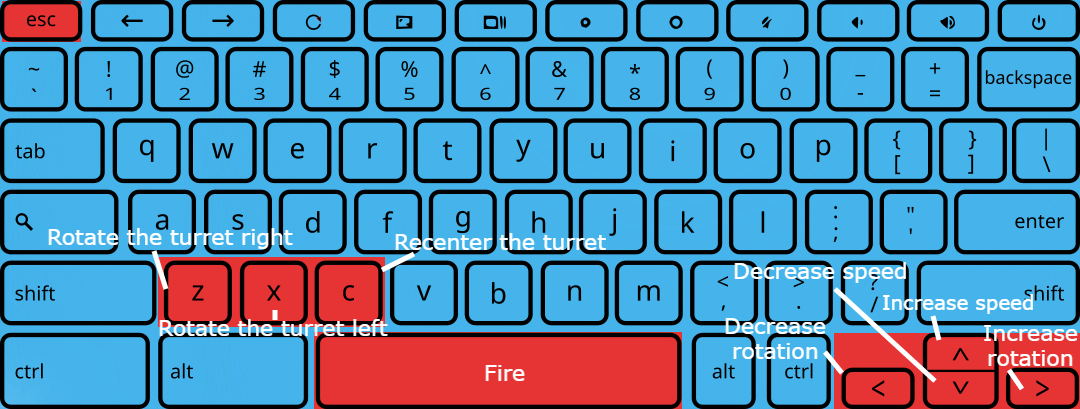 esc
~ ! @ # $ % ^ & * ( ) _ + backspace
` 1 2 3 4 5 6 7 8 9 0 - =
tab q w e r t y u i o p { } |
[ ] \
a s d f g h j k l : " enter
; '
Rotate the turret right
Recenter the turret
shift z x c v b n m < > ? shift
, . /
Decrease speed
Increase speed
Rotate the turret left
Decrease
rotation
Increase
rotation
ctrl alt Fire alt ctrl